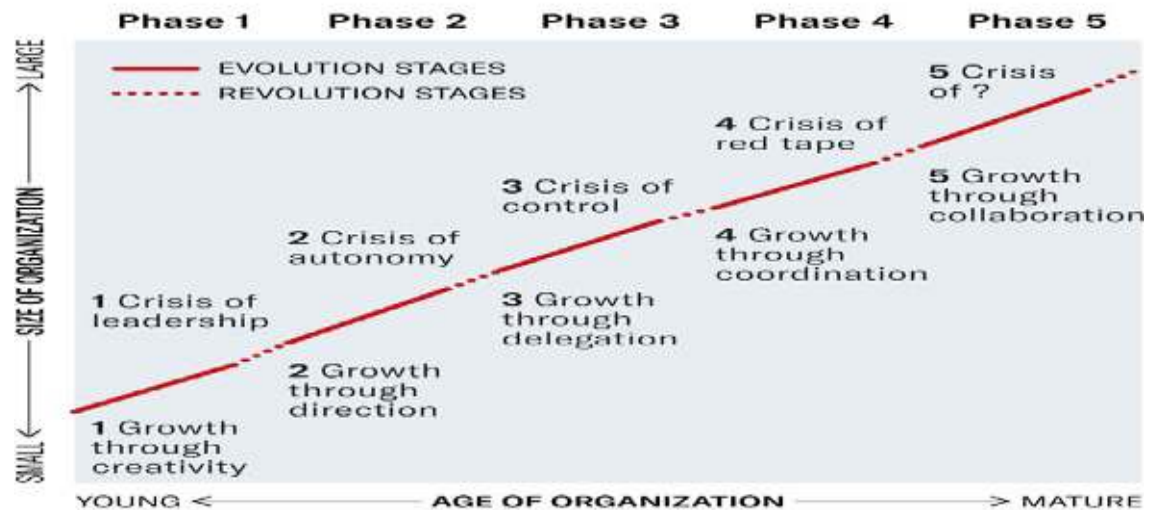 Phase 1 Phase 2 Phase 3 Phase 4 Phase 5
EVOLUTION STAGES
REVOLUTION STAGES
LARGE
SIZE OF ORGANIZATION
SMALL
1 Crisis of
leadership
2 Crisis of
autonomy
3 Crisis of
control
4 Crisis of
red tape
5 Crisis
of ?
1 Growth
through
creativity
2 Growth
through
direction
3 Growth
through
delegation
4 Growth
through
coordination
5 Growth
through
collaboration
YOUNG AGE OF ORGANIZATION MATURE